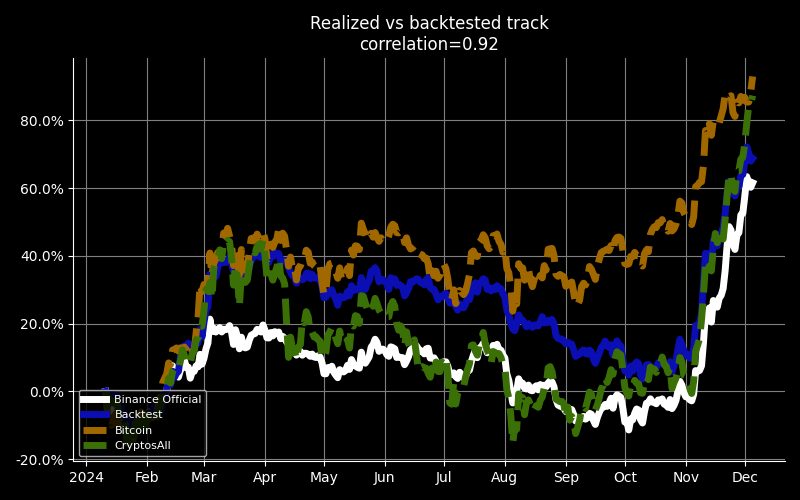 Realized vs backtested track
correlation=0.92
80.0%
60.0%
40.0%
20.0%
0.0%
-20.0%
Binance Official
Backtest
Bitcoin
CryptosAll
2024 Feb Mar Apr May Jun Jul Aug Sep Oct Nov Dec